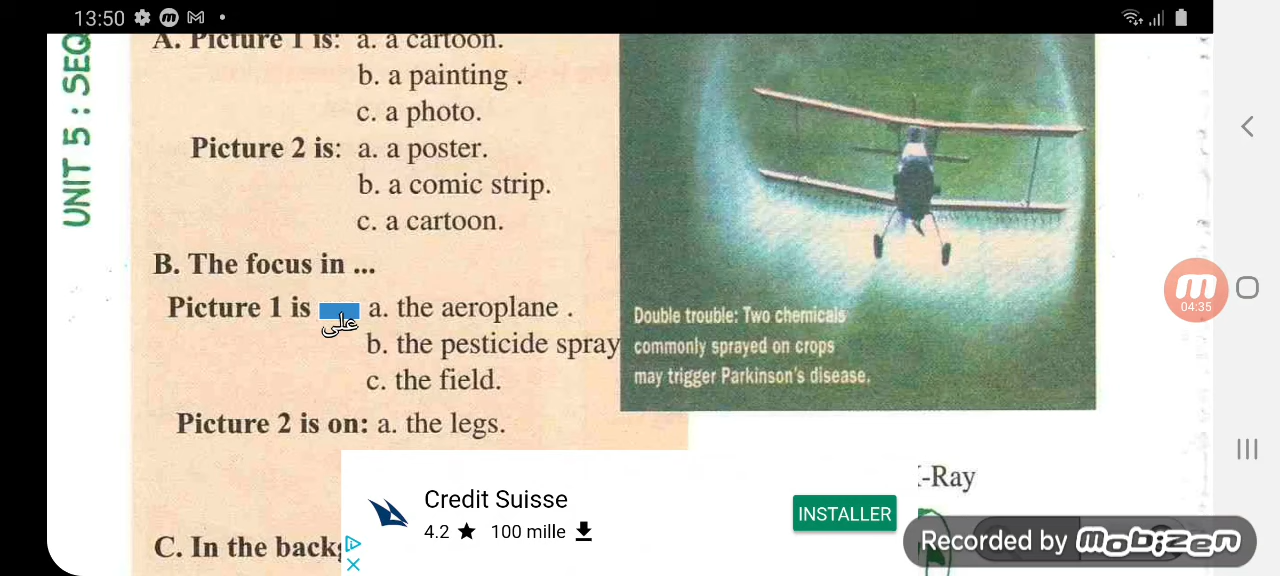 13:50
A. Picture 1 is: a. a cartoon.
b. a painting .
c. a photo.
Picture 2 is: a. a poster.
b. a comic strip.
c. a cartoon.
B. The focus in ...
Picture 1 is على a. the aeroplane .
b. the pesticide spray
c. the field.
Picture 2 is on: a. the legs.
C. In the back
UNIT 5 : SEQ
Double trouble: Two chemicals
commonly sprayed on crops
may trigger Parkinson's disease.
-Ray
Credit Suisse
4.2 ★ 100 mille
INSTALLER
04:35
Recorded by mobizen